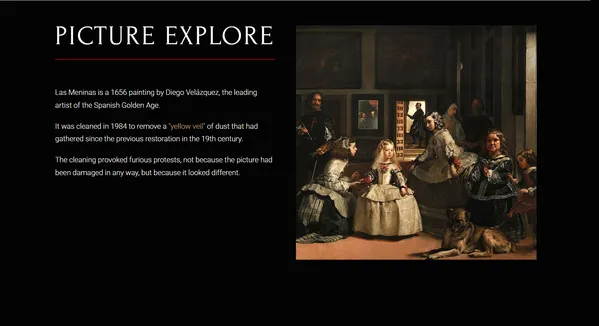 PICTURE EXPLORE
Las Meninas is a 1656 painting by Diego Velázquez, the leading
artist of the Spanish Golden Age.
It was cleaned in 1984 to remove a "yellow veil" of dust that had
gathered since the previous restoration in the 19th century.
The cleaning provoked furious protests, not because the picture had
been damaged in any way, but because it looked different.